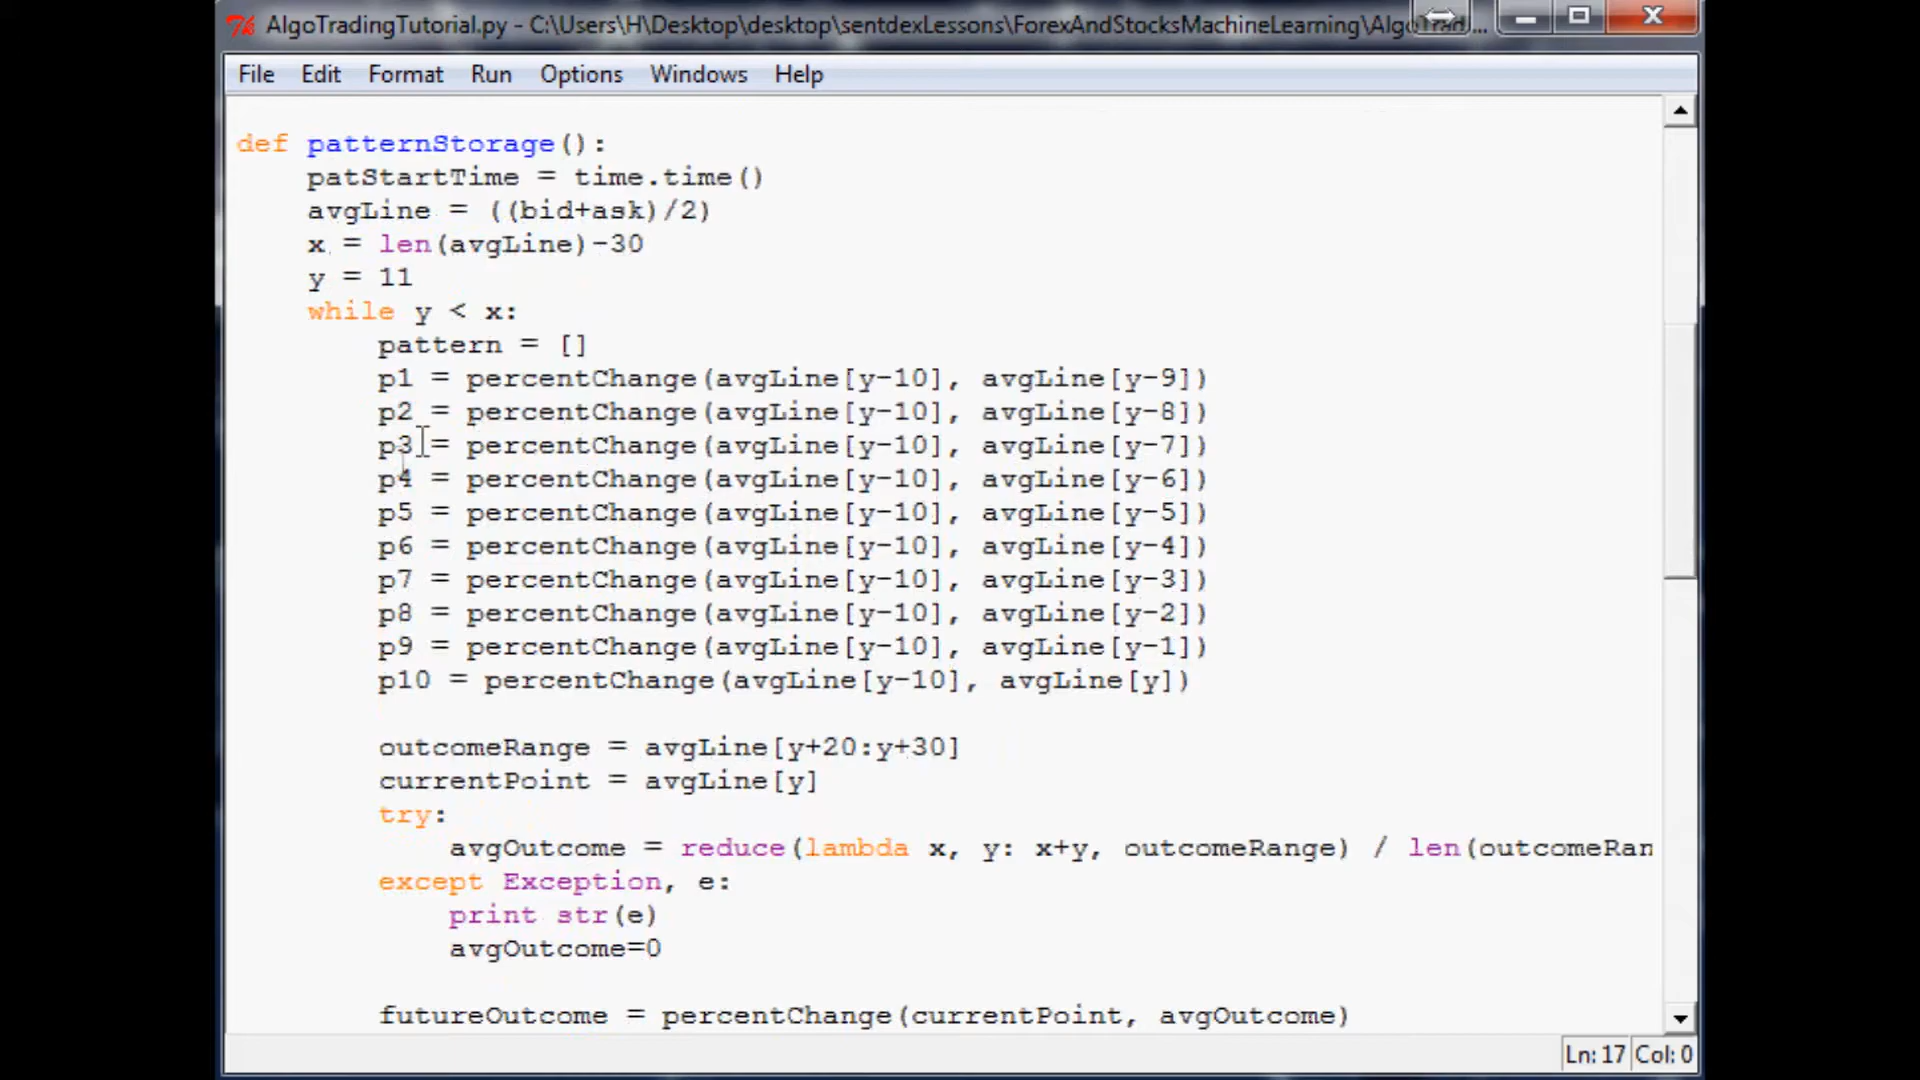 AlgoTradingTutorial.py - C:\Users\H\Desktop\desktop\sentdexLessons\ForexAndStocksMachineLearning\AlgoTrad...
File Edit Format Run Options Windows Help
def patternStorage():
    patStartTime = time.time()
    avgLine = ((bid+ask)/2)
    x = len(avgLine)-30
    y = 11
    while y < x:
        pattern = []
        p1 = percentChange(avgLine[y-10], avgLine[y-9])
        p2 = percentChange(avgLine[y-10], avgLine[y-8])
        p3 = percentChange(avgLine[y-10], avgLine[y-7])
        p4 = percentChange(avgLine[y-10], avgLine[y-6])
        p5 = percentChange(avgLine[y-10], avgLine[y-5])
        p6 = percentChange(avgLine[y-10], avgLine[y-4])
        p7 = percentChange(avgLine[y-10], avgLine[y-3])
        p8 = percentChange(avgLine[y-10], avgLine[y-2])
        p9 = percentChange(avgLine[y-10], avgLine[y-1])
        p10 = percentChange(avgLine[y-10], avgLine[y])
        outcomeRange = avgLine[y+20:y+30]
        currentPoint = avgLine[y]
        try:
            avgOutcome = reduce(lambda x, y: x+y, outcomeRange) / len(outcomeRan
        except Exception, e:
            print str(e)
            avgOutcome=0
        futureOutcome = percentChange(currentPoint, avgOutcome)
Ln: 17 Col: 0